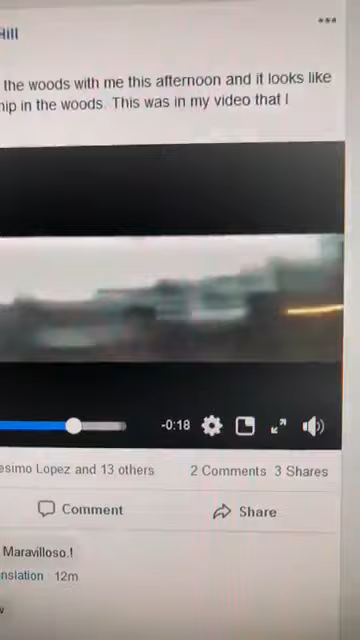 Hill
the woods with me this afternoon and it looks like
hip in the woods. This was in my video that I
-0:18
esimo Lopez and 13 others 2 Comments 3 Shares
Comment Share
Maravilloso.!
nslation · 12m